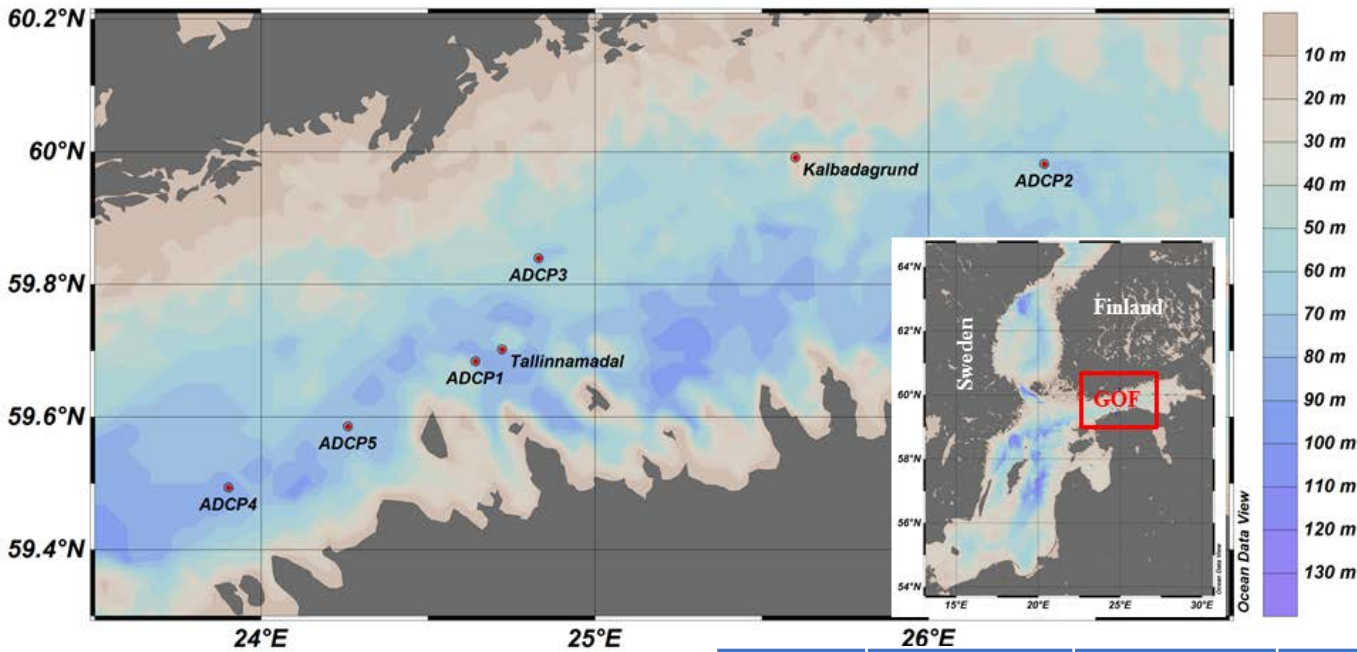 60.2°N
60°N
59.8°N
59.6°N
59.4°N
24°E
25°E
26°E
Kalbadagrund
ADCP2
ADCP3
Tallinnamadal
ADCP1
ADCP5
ADCP4
10 m
20 m
30 m
40 m
50 m
60 m
70 m
80 m
90 m
100 m
110 m
120 m
130 m
Ocean Data View
64°N
62°N
60°N
58°N
56°N
54°N
15°E
20°E
25°E
30°E
Sweden
Finland
GOF
Ocean Data View